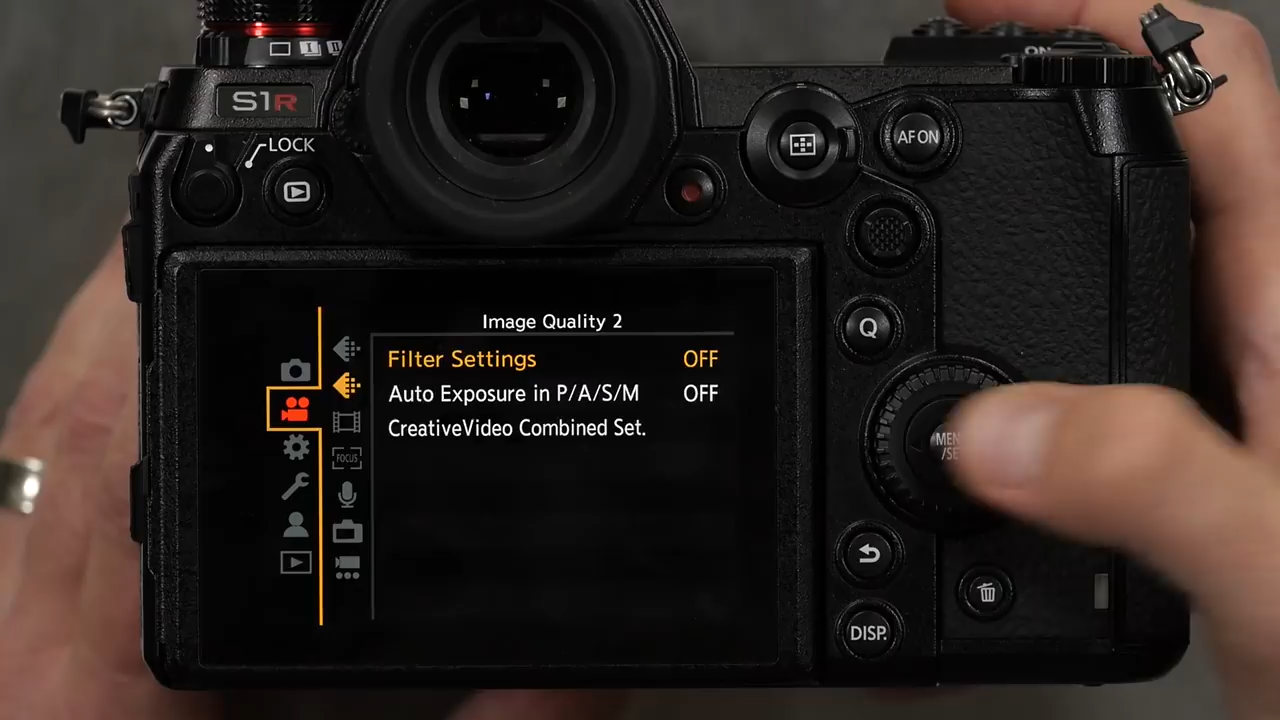 ON
S1R
AF ON
LOCK
Image Quality 2
Q
Filter Settings OFF
Auto Exposure in P/A/S/M OFF
CreativeVideo Combined Set.
FOCUS
DISP.